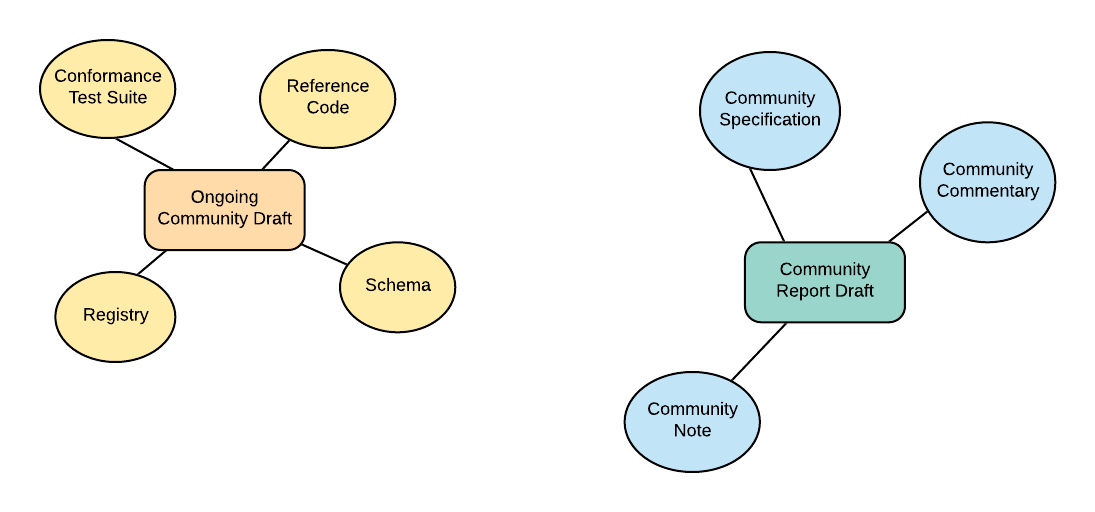 Conformance
Test Suite
Reference
Code
Ongoing
Community Draft
Registry
Schema
Community
Specification
Community
Commentary
Community
Report Draft
Community
Note